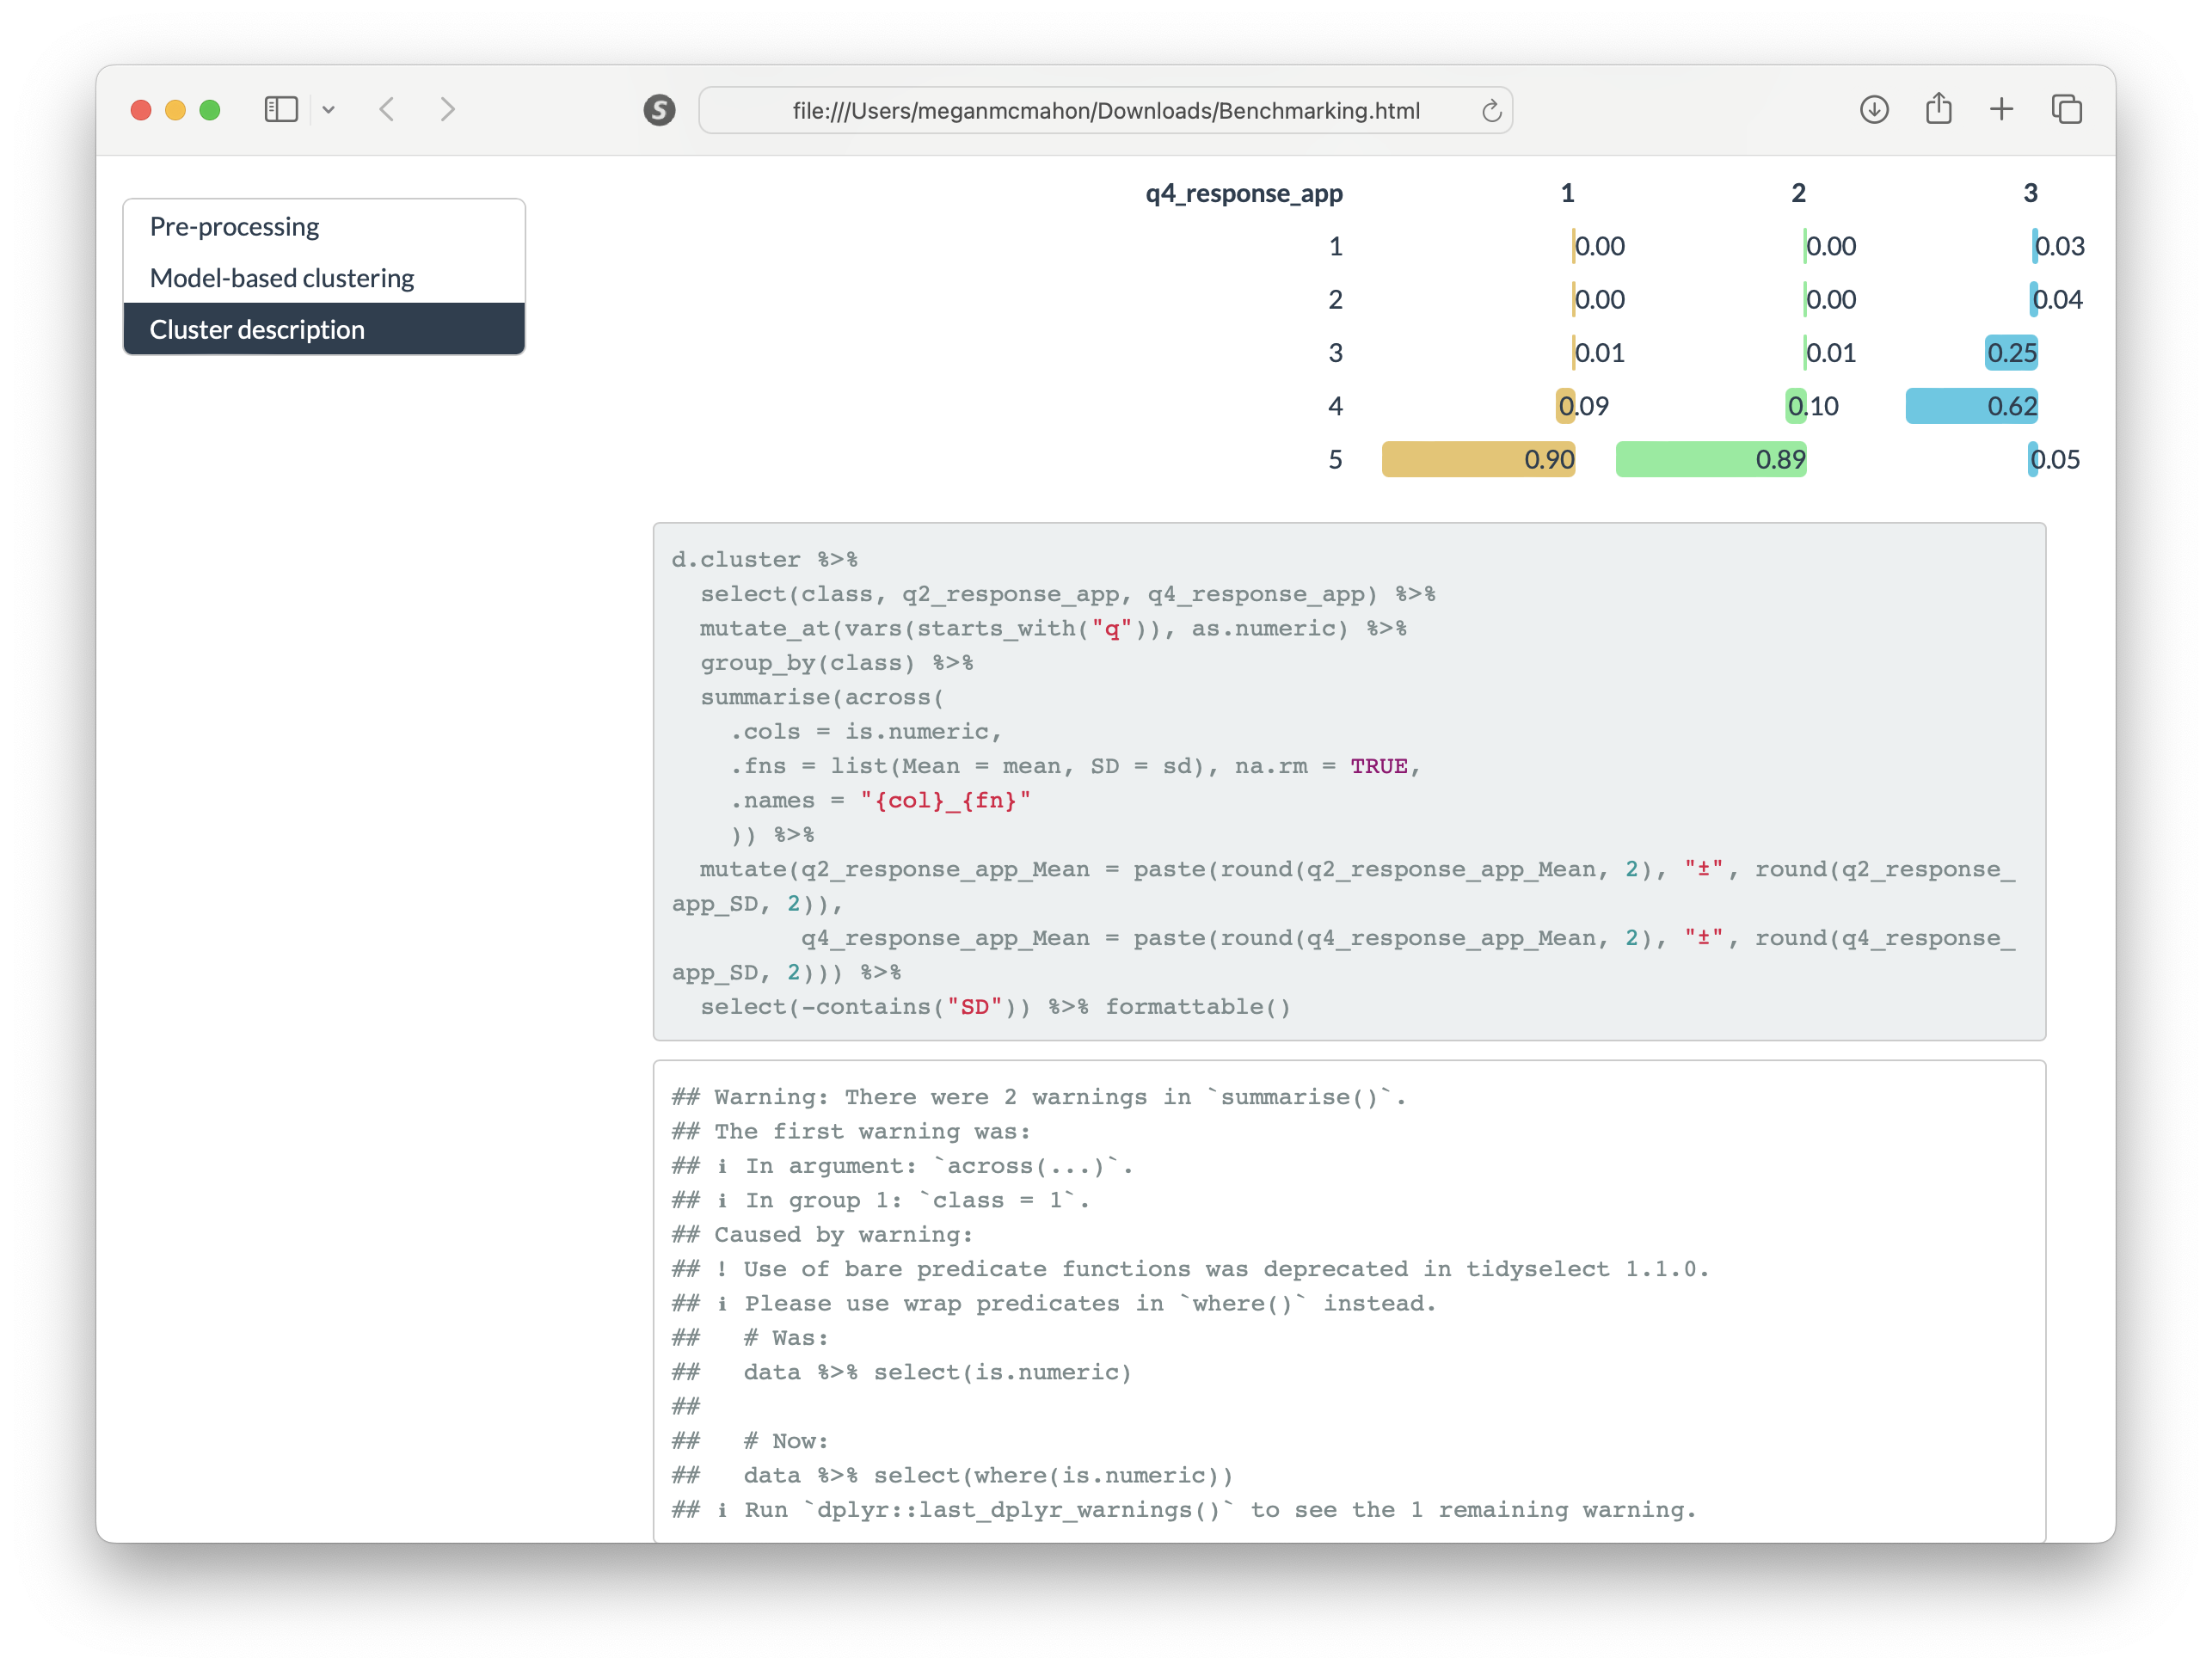 file:///Users/meganmcmahon/Downloads/Benchmarking.html
Pre-processing
Model-based clustering
Cluster description
q4_response_app 1 2 3
1 0.00 0.00 0.03
2 0.00 0.00 0.04
3 0.01 0.01 0.25
4 0.09 0.10 0.62
5 0.90 0.89 0.05
d.cluster %>%
  select(class, q2_response_app, q4_response_app) %>%
  mutate_at(vars(starts_with("q")), as.numeric) %>%
  group_by(class) %>%
  summarise(across(
    .cols = is.numeric,
    .fns = list(Mean = mean, SD = sd), na.rm = TRUE,
    .names = "{col}_{fn}"
    )) %>%
  mutate(q2_response_app_Mean = paste(round(q2_response_app_Mean, 2), "±", round(q2_response_
app_SD, 2)),
         q4_response_app_Mean = paste(round(q4_response_app_Mean, 2), "±", round(q4_response_
app_SD, 2))) %>%
  select(-contains("SD")) %>% formattable()
## Warning: There were 2 warnings in `summarise()`.
## The first warning was:
## ℹ In argument: `across(...)`.
## ℹ In group 1: `class = 1`.
## Caused by warning:
## ! Use of bare predicate functions was deprecated in tidyselect 1.1.0.
## ℹ Please use wrap predicates in `where()` instead.
##   # Was:
##   data %>% select(is.numeric)
##
##   # Now:
##   data %>% select(where(is.numeric))
## ℹ Run `dplyr::last_dplyr_warnings()` to see the 1 remaining warning.